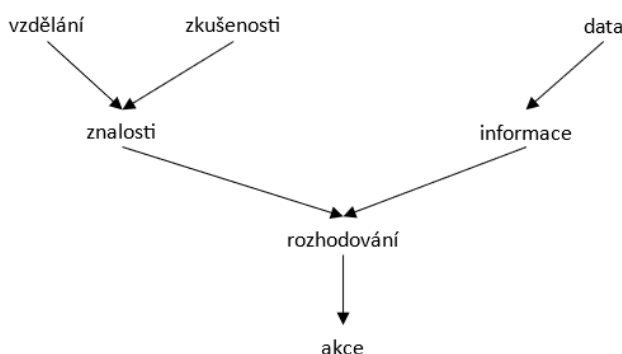 vzdělání zkušenosti data
znalosti informace
rozhodování
akce